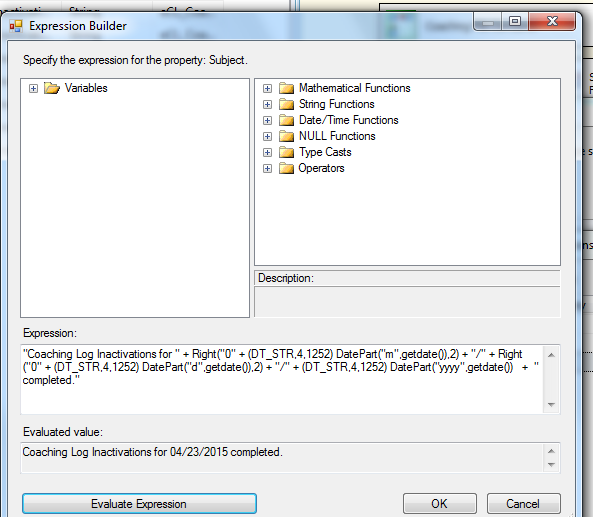 Expression Builder
Specify the expression for the property: Subject.
Variables
Mathematical Functions
String Functions
Date/Time Functions
NULL Functions
Type Casts
Operators
Description:
Expression:
"Coaching Log Inactivations for " + Right("0" + (DT_STR,4,1252) DatePart("m",getdate()),2) + "/" + Right
("0" + (DT_STR,4,1252) DatePart("d",getdate()),2) + "/" + (DT_STR,4,1252) DatePart("yyyy",getdate())   +  "
completed."
Evaluated value:
Coaching Log Inactivations for 04/23/2015 completed.
Evaluate Expression
OK
Cancel